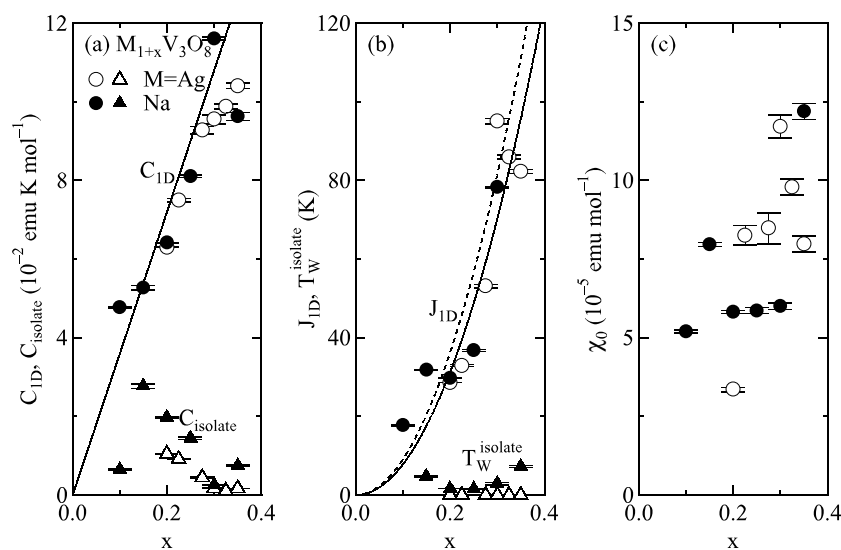 (a) M₁₊ₓV₃O₈
M=Ag
Na
C₁D
C_isolate
C₁D, C_isolate (10⁻² emu K mol⁻¹)
12
8
4
0
0.0 0.2 0.4
x
(b)
J₁D
T_W^isolate
J₁D, T_W^isolate (K)
120
80
40
0
0.0 0.2 0.4
x
(c)
χ₀ (10⁻⁵ emu mol⁻¹)
15
10
5
0
0.0 0.2 0.4
x